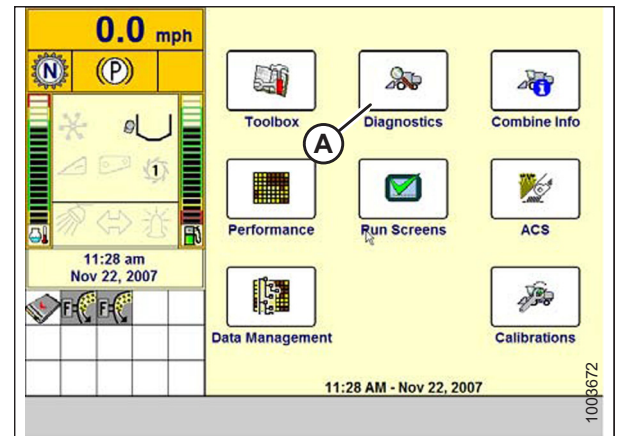 0.0 mph
N
(P)
1
11:28 am
Nov 22, 2007
F
F
Toolbox
Diagnostics
Combine Info
A
Performance
Run Screens
ACS
Data Management
Calibrations
11:28 AM - Nov 22, 2007
1003672